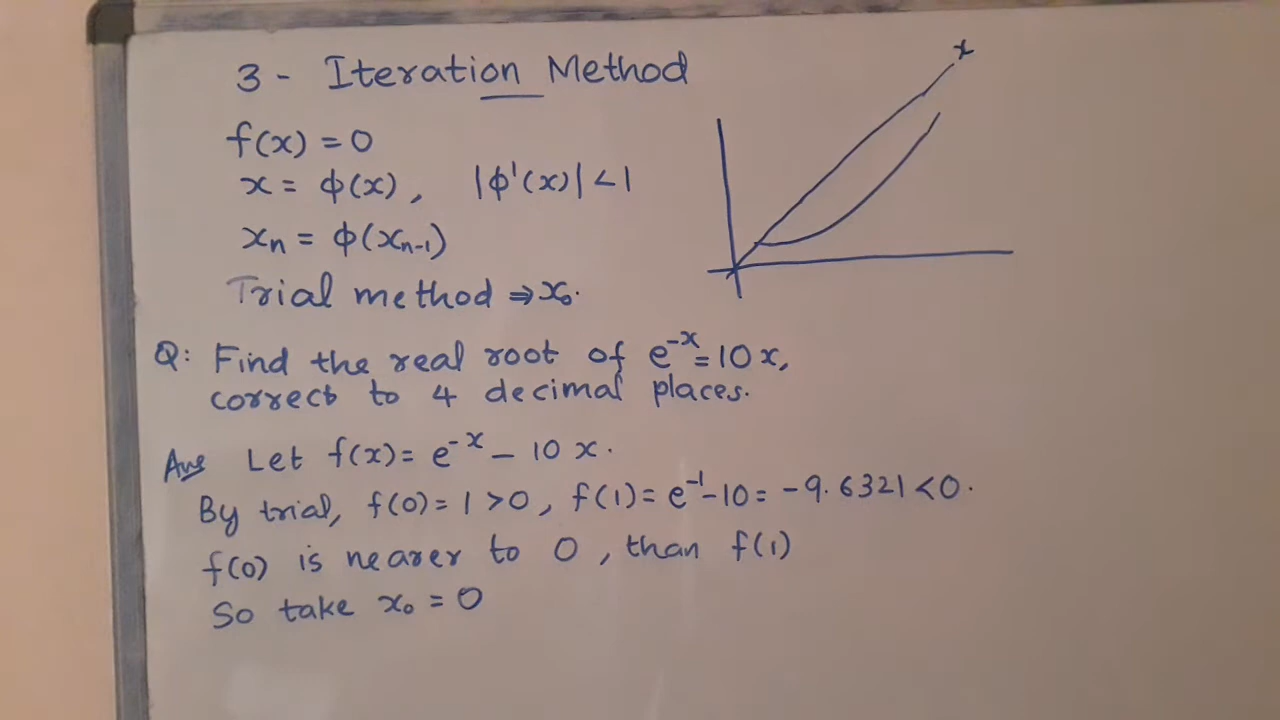 3 - Iteration Method
x
f(x) = 0
x = ϕ(x), |ϕ'(x)| < 1
xₙ = ϕ(xₙ₋₁)
Trial method ⇒ x₀.
Q: Find the real root of e⁻ˣ = 10x,
correct to 4 decimal places.
Ans Let f(x) = e⁻ˣ - 10 x.
By trial, f(0) = 1 > 0, f(1) = e⁻¹ - 10 = -9.6321 < 0.
f(0) is nearer to 0, than f(1)
So take x₀ = 0